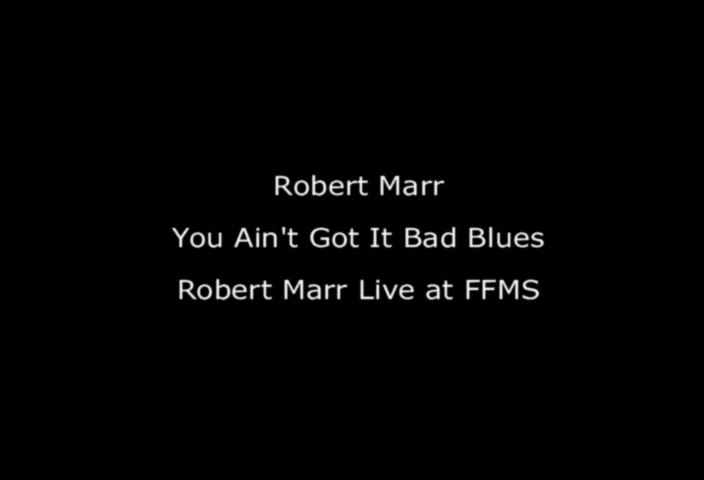 Robert Marr
You Ain't Got It Bad Blues
Robert Marr Live at FFMS